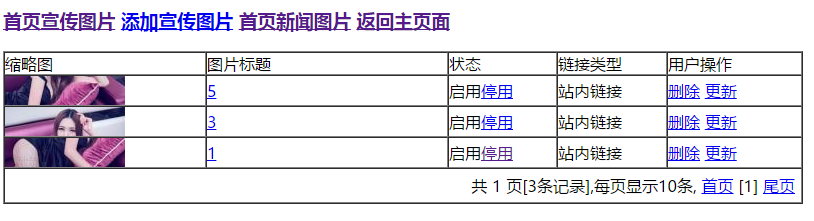 首页宣传图片 添加宣传图片 首页新闻图片 返回主页面
缩略图 图片标题 状态 链接类型 用户操作
5 启用停用 站内链接 删除 更新
3 启用停用 站内链接 删除 更新
1 启用停用 站内链接 删除 更新
共 1 页[3条记录],每页显示10条, 首页 [1] 尾页